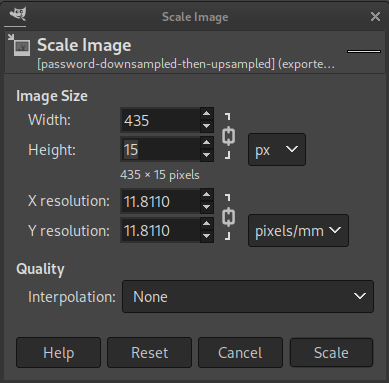 Scale Image
Scale Image
[password-downsampled-then-upsampled] (exporte...
Image Size
Width: 435
Height: 15 px
435 × 15 pixels
X resolution: 11.8110
Y resolution: 11.8110 pixels/mm
Quality
Interpolation: None
Help Reset Cancel Scale